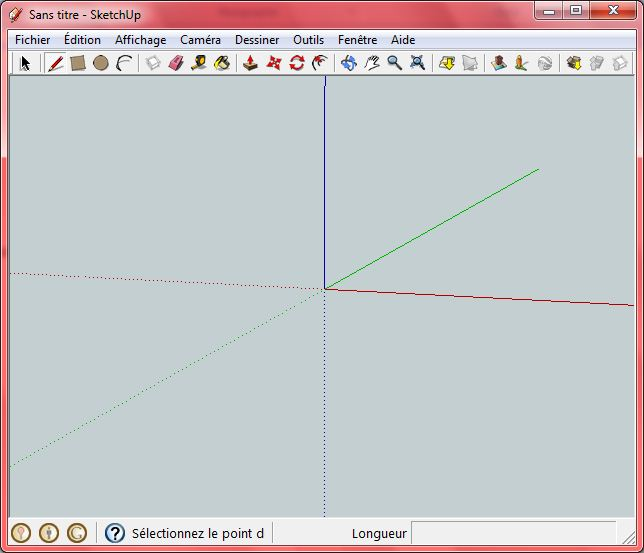 Sans titre - SketchUp
Fichier Édition Affichage Caméra Dessiner Outils Fenêtre Aide
Sélectionnez le point d Longueur